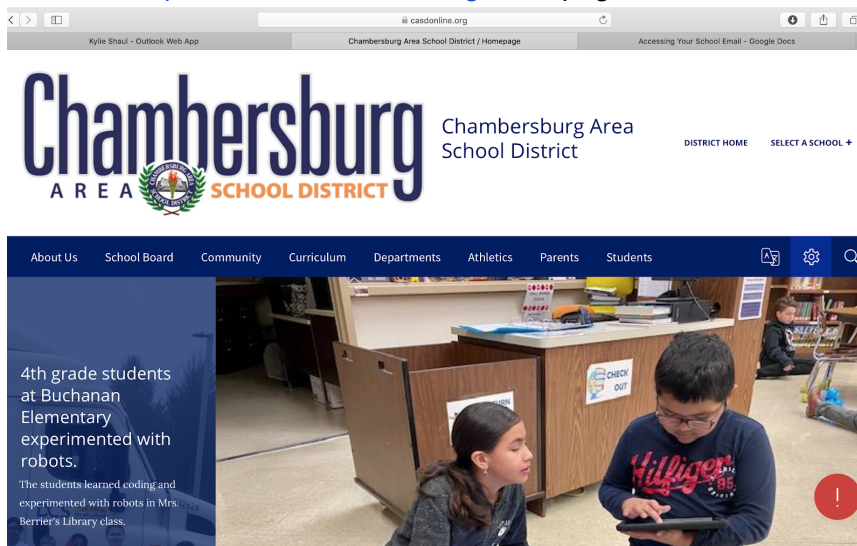 casdonline.org
Kylie Shaul - Outlook Web App
Chambersburg Area School District / Homepage
Accessing Your School Email - Google Docs
Chambersburg
AREA SCHOOL DISTRICT
Chambersburg Area
School District
DISTRICT HOME
SELECT A SCHOOL +
About Us
School Board
Community
Curriculum
Departments
Athletics
Parents
Students
4th grade students
at Buchanan
Elementary
experimented with
robots.
The students learned coding and
experimented with robots in Mrs.
Berrier's Library class.
CHECK
OUT
Hilfiger
85
!